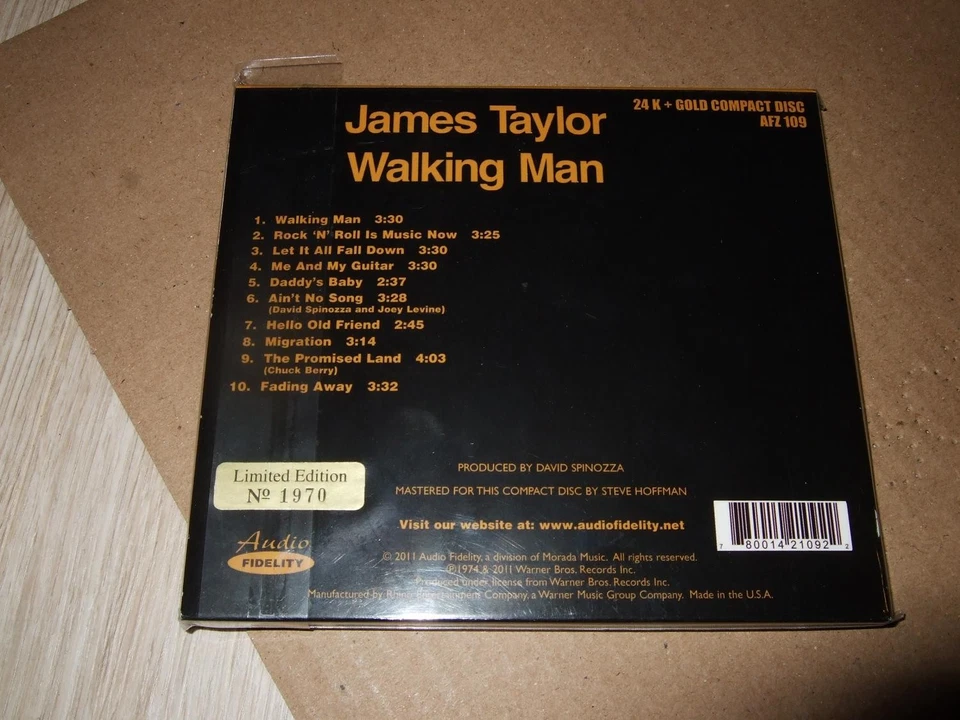 James Taylor
Walking Man
24 K + GOLD COMPACT DISC
AFZ 109
1. Walking Man 3:30
2. Rock 'N' Roll Is Music Now 3:25
3. Let It All Fall Down 3:30
4. Me And My Guitar 3:30
5. Daddy's Baby 2:37
6. Ain't No Song 3:28
(David Spinozza and Joey Levine)
7. Hello Old Friend 2:45
8. Migration 3:14
9. The Promised Land 4:03
(Chuck Berry)
10. Fading Away 3:32
Limited Edition
Nº 1970
Audio
FIDELITY
PRODUCED BY DAVID SPINOZZA
MASTERED FOR THIS COMPACT DISC BY STEVE HOFFMAN
Visit our website at: www.audiofidelity.net
© 2011 Audio Fidelity, a division of Morada Music. All rights reserved.
℗1974 & 2011 Warner Bros. Records Inc.
Produced under license from Warner Bros. Records Inc.
Manufactured by Rhino Entertainment Company, a Warner Music Group Company. Made in the U.S.A.
7 80014 21092 2